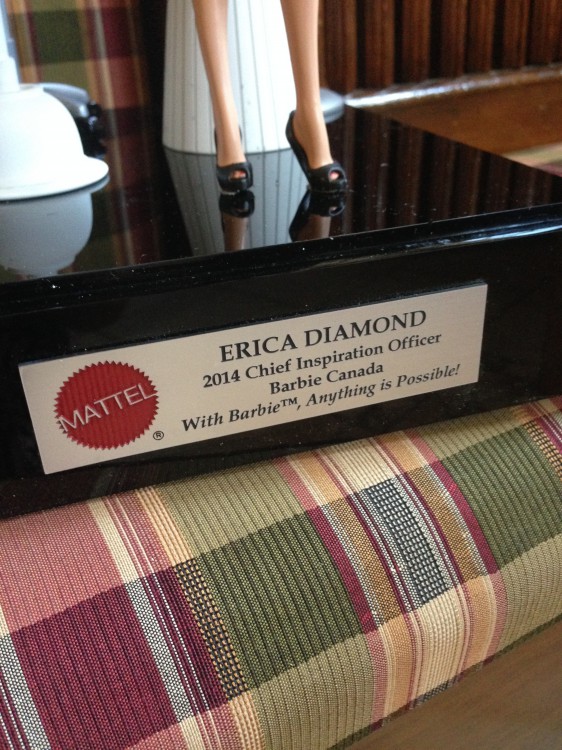 MATTEL
®
ERICA DIAMOND
2014 Chief Inspiration Officer
Barbie Canada
With Barbie™, Anything is Possible!